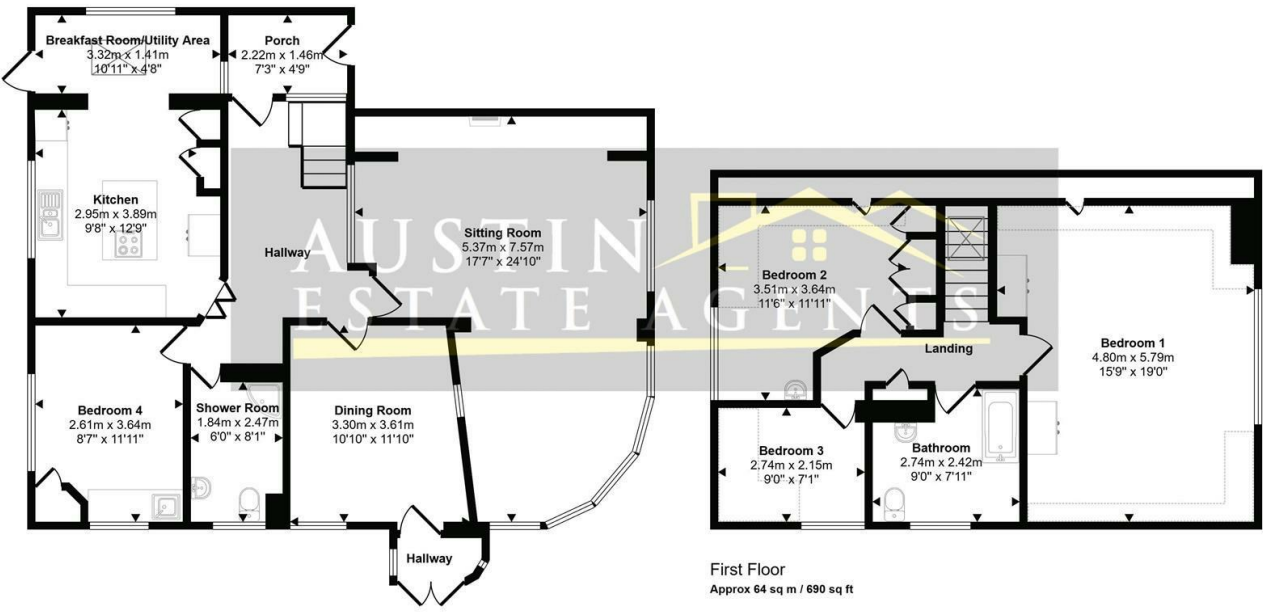 Breakfast Room/Utility Area
3.32m x 1.41m
10'11" x 4'8"
Porch
2.22m x 1.46m
7'3" x 4'9"
Kitchen
2.95m x 3.89m
9'8" x 12'9"
Hallway
Sitting Room
5.37m x 7.57m
17'7" x 24'10"
Bedroom 4
2.61m x 3.64m
8'7" x 11'11"
Shower Room
1.84m x 2.47m
6'0" x 8'1"
Dining Room
3.30m x 3.61m
10'10" x 11'10"
Hallway
AUSTIN
ESTATE AGENTS
Bedroom 2
3.51m x 3.64m
11'6" x 11'11"
Landing
Bedroom 1
4.80m x 5.79m
15'9" x 19'0"
Bedroom 3
2.74m x 2.15m
9'0" x 7'1"
Bathroom
2.74m x 2.42m
9'0" x 7'11"
First Floor
Approx 64 sq m / 690 sq ft